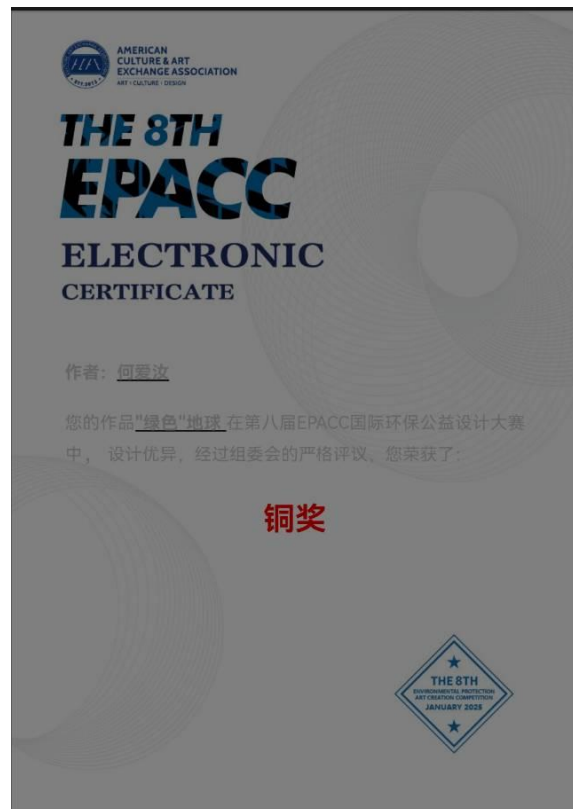 AMERICAN
CULTURE & ART
EXCHANGE ASSOCIATION
ART • CULTURE • DESIGN
THE 8TH
EPACC
ELECTRONIC
CERTIFICATE
作者：何爱汝
您的作品"绿色"地球 在第八届EPACC国际环保公益设计大赛
中， 设计优异，经过组委会的严格评议，您荣获了：
铜奖
THE 8TH
ENVIRONMENTAL PROTECTION
ART CREATION COMPETITION
JANUARY 2025